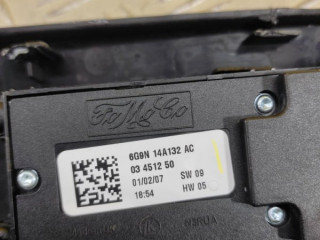 FoMoCo
6G9N 14A132 AC
03 4512 50
01/02/07 SW 09
18:54 HW 05